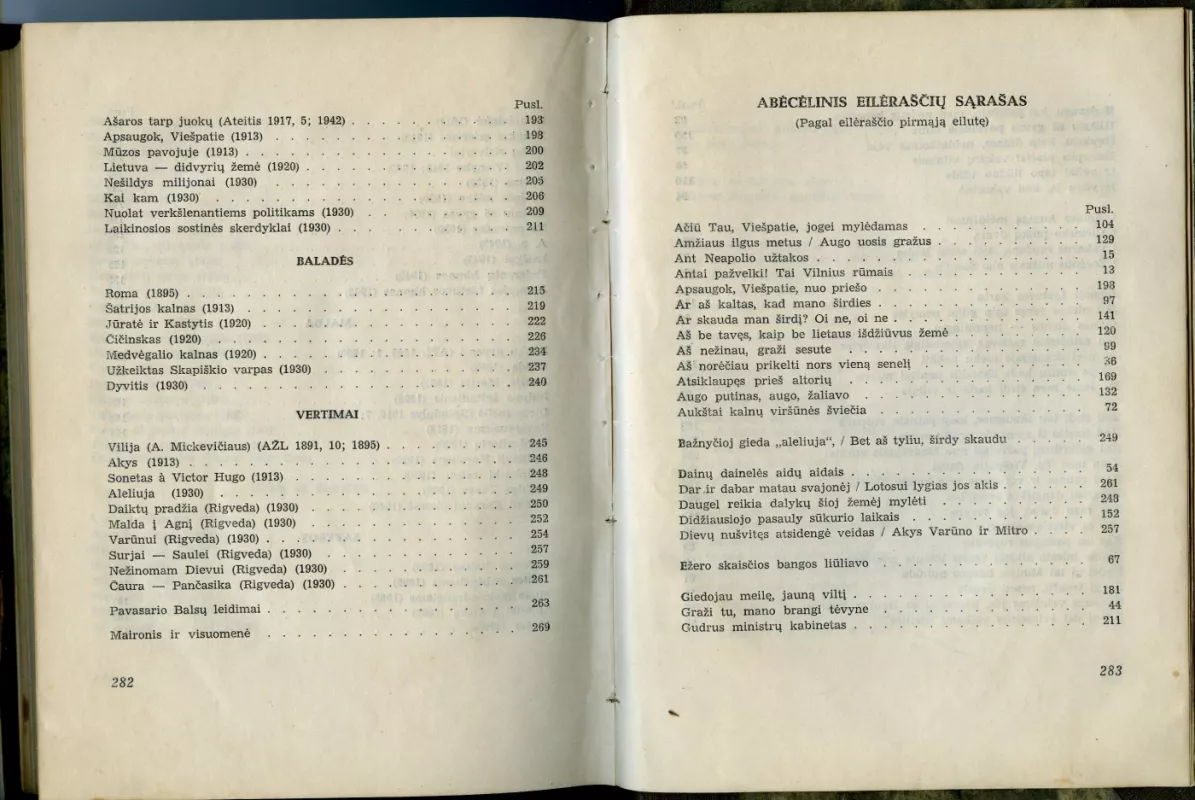 Pusl.
Ašaros tarp juokų (Ateitis 1917, 5; 1942) . . . . . . . . . . 193
Apsaugok, Viešpatie (1913) . . . . . . . . . . 198
Mūzos pavojuje (1913) . . . . . . . . . . 200
Lietuva — didvyrių žemė (1920) . . . . . . . . . . 202
Nešildys milijonai (1930) . . . . . . . . . . 205
Kai kam (1930) . . . . . . . . . . 206
Nuolat verkšlenantiems politikams (1930) . . . . . . . . . . 209
Laikinosios sostinės skerdyklai (1930) . . . . . . . . . . 211
BALADĖS
Roma (1895) . . . . . . . . . . 215
Šatrijos kalnas (1913) . . . . . . . . . . 219
Jūratė ir Kastytis (1920) . . . . . . . . . . 222
Čičinskas (1920) . . . . . . . . . . 226
Medvėgalio kalnas (1920) . . . . . . . . . . 234
Užkeiktas Skapiškio varpas (1930) . . . . . . . . . . 237
Dyvitis (1930) . . . . . . . . . . 240
VERTIMAI
Vilija (A. Mickevičiaus) (AŽL 1891, 10; 1895) . . . . . . . . . . 245
Akys (1913) . . . . . . . . . . 246
Sonetas à Victor Hugo (1913) . . . . . . . . . . 248
Aleliuja (1930) . . . . . . . . . . 249
Daiktų pradžia (Rigveda) (1930) . . . . . . . . . . 250
Malda į Agnį (Rigveda) (1930) . . . . . . . . . . 252
Varūnui (Rigveda) (1930) . . . . . . . . . . 254
Surjai — Saulei (Rigveda) (1930) . . . . . . . . . . 257
Nežinomam Dievui (Rigveda) (1930) . . . . . . . . . . 259
Čaura — Pančasika (Rigveda) (1930) . . . . . . . . . . 261
Pavasario Balsų leidimai . . . . . . . . . . 263
Maironis ir visuomenė . . . . . . . . . . 269
282
ABĖCĖLINIS EILĖRAŠČIŲ SĄRAŠAS
(Pagal eilėraščio pirmąją eilutę)
Pusl.
Ačiū Tau, Viešpatie, jogei mylėdamas . . . . . . . . . . 104
Amžiaus ilgus metus / Augo uosis gražus . . . . . . . . . . 129
Ant Neapolio užtakos . . . . . . . . . . 15
Antai pažvelki! Tai Vilnius rūmais . . . . . . . . . . 13
Apsaugok, Viešpatie, nuo priešo . . . . . . . . . . 198
Ar aš kaltas, kad mano širdies . . . . . . . . . . 97
Ar skauda man širdį? Oi ne, oi ne . . . . . . . . . . 141
Aš be tavęs, kaip be lietaus išdžiūvus žemė . . . . . . . . . . 120
Aš nežinau, graži sesute . . . . . . . . . . 99
Aš norėčiau prikelti nors vieną senelį . . . . . . . . . . 36
Atsiklaupęs prieš altorių . . . . . . . . . . 169
Augo putinas, augo, žaliavo . . . . . . . . . . 132
Aukštai kalnų viršūnės šviečia . . . . . . . . . . 72
Bažnyčioj gieda „aleliuja“, / Bet aš tyliu, širdy skaudu . . . . . 249
Dainų dainelės aidų aidais . . . . . . . . . . 54
Dar ir dabar matau svajonėj / Lotosui lygias jos akis . . . . . 261
Daugel reikia dalykų šioj žemėj mylėti . . . . . . . . . . 248
Didžiausiojo pasauly sūkurio laikais . . . . . . . . . . 152
Dievų nušvitęs atsidengė veidas / Akys Varūno ir Mitro . . . . 257
Ežero skaisčios bangos liūliavo . . . . . . . . . . 67
Giedojau meilę, jauną viltį . . . . . . . . . . 181
Graži tu, mano brangi tėvyne . . . . . . . . . . 44
Gudrus ministrų kabinetas . . . . . . . . . . 211
283